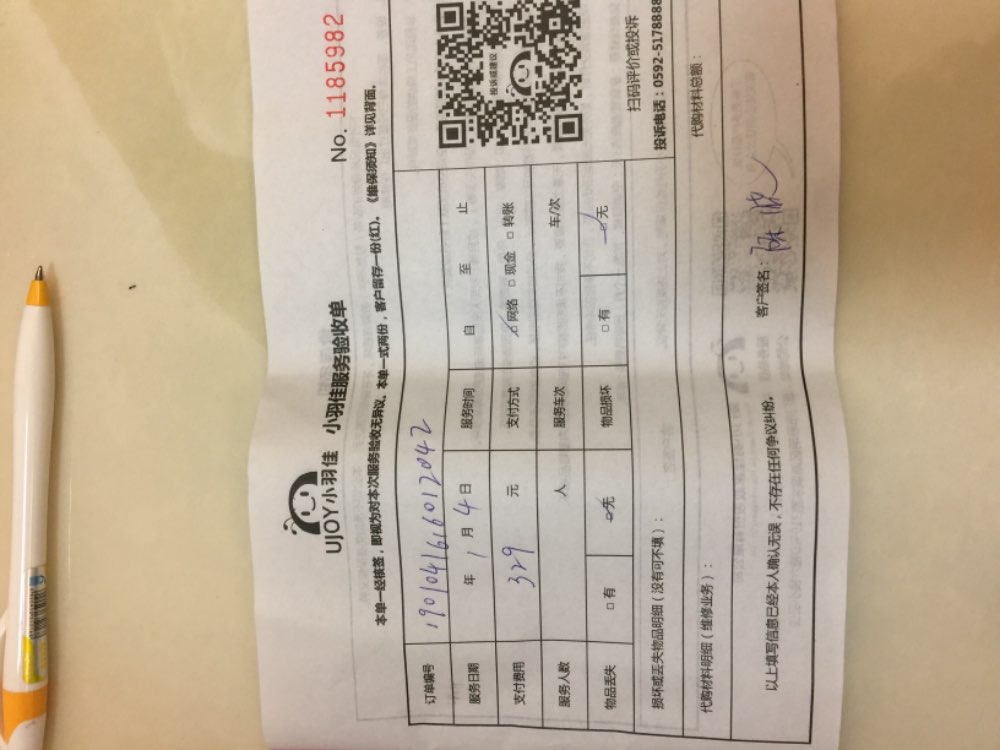 UJOY小羽佳 小羽佳服务验收单
No. 1185982
本单一经核签，即视为对本次服务验收无异议。本单一式两份，客户留存一份(红)。《维保须知》详见背面。
订单编号 190104161601 2042
服务日期 年 1 月 4 日 服务时间 自 至 止
支付费用 329 元 支付方式 □网络 □现金 □转账
服务人数 人 服务车次 车/次
物品丢失 □有 □无 物品损坏 □有 □无
投诉或建议
扫码评价或投诉
投诉电话：0592-5178888
损坏或丢失物品明细（没有可不填）：
代购材料明细（维修业务）： 代购材料总额：
以上填写信息已经本人确认无误，不存在任何争议纠纷。 客户签名：